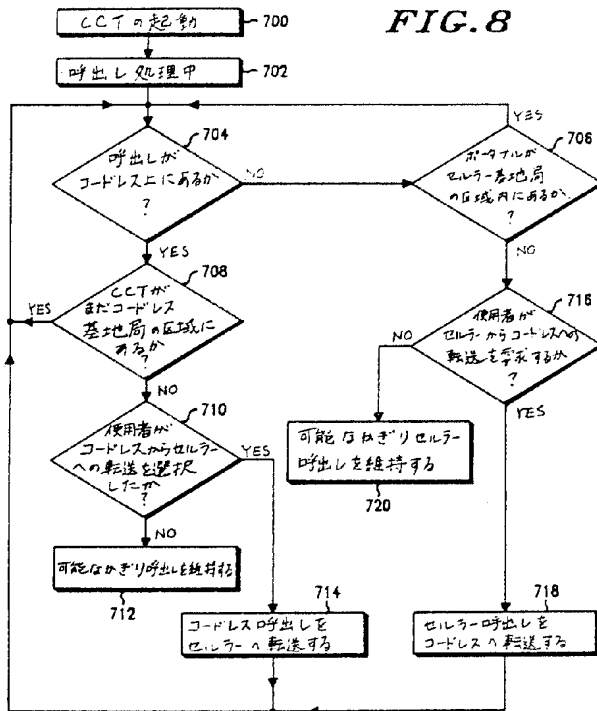 FIG.8
CCTの起動
700
呼出し処理中
702
YES
704
呼出しが
コードレス上にあるか
?
NO
706
ポータブルが
セルラー基地局
の区域内にあるか
?
YES
NO
708
CCTが
まだコードレス
基地局の区域に
あるか
?
YES
NO
716
使用者が
セルラーからコードレスへの
転送を要求するか
?
NO
YES
710
使用者が
コードレスからセルラー
への転送を選択
したか
?
YES
NO
可能なかぎりセルラー
呼出しを維持する
720
可能なかぎり呼出しを維持する
712
714
コードレス呼出しを
セルラーへ転送する
718
セルラー呼出しを
コードレスへ転送する